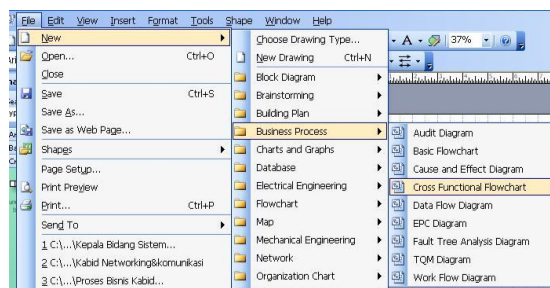 File Edit View Insert Format Tools Shape Window Help
New
Open... Ctrl+O
Close
Save Ctrl+S
Save As...
Save as Web Page...
Shapes
Page Setup...
Print Preview
Print... Ctrl+P
Send To
1 C:\...\Kepala Bidang Sistem...
2 C:\...\Kabid Networking&komunikasi
3 C:\...\Proses Bisnis Kabid...
Choose Drawing Type...
New Drawing Ctrl+N
Block Diagram
Brainstorming
Building Plan
Business Process
Charts and Graphs
Database
Electrical Engineering
Flowchart
Map
Mechanical Engineering
Network
Organization Chart
A 37%
Audit Diagram
Basic Flowchart
Cause and Effect Diagram
Cross Functional Flowchart
Data Flow Diagram
EPC Diagram
Fault Tree Analysis Diagram
TQM Diagram
Work Flow Diagram